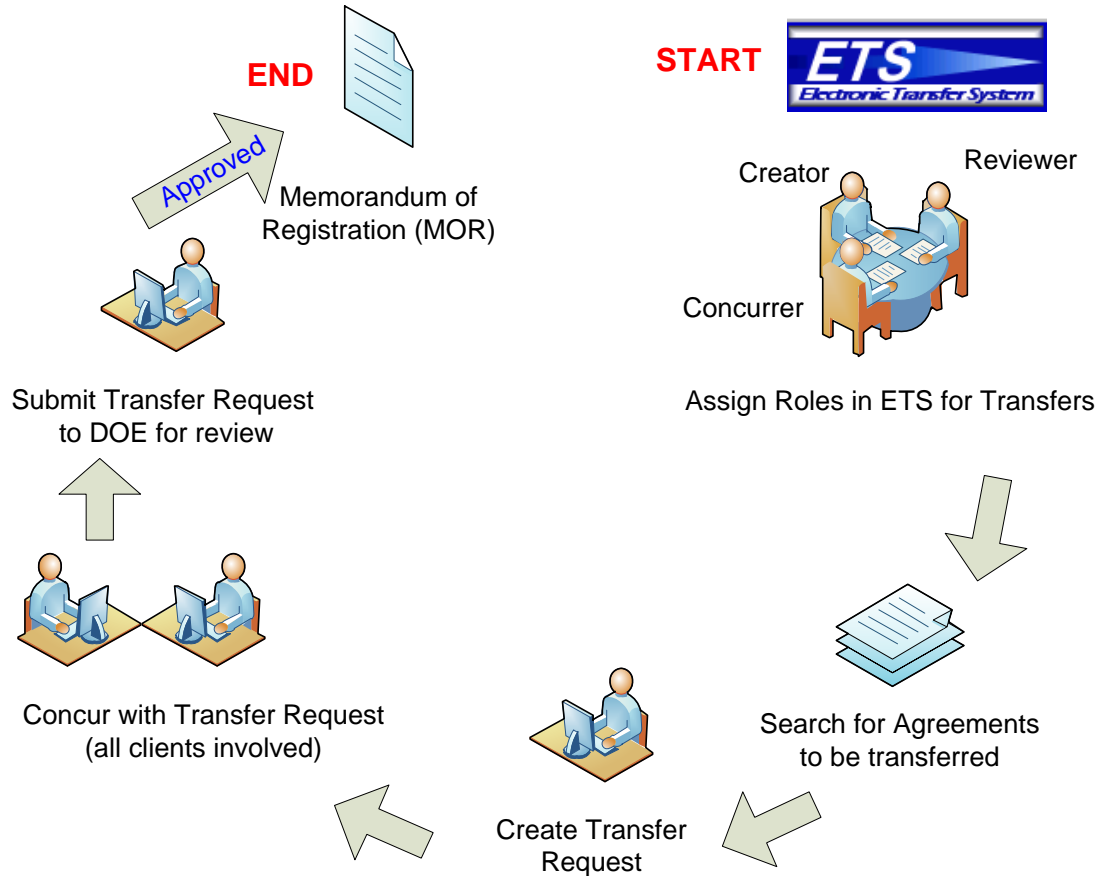 START
ETS
Electronic Transfer System
Creator
Reviewer
Concurrer
Assign Roles in ETS for Transfers
Search for Agreements
to be transferred
Create Transfer
Request
Concur with Transfer Request
(all clients involved)
Submit Transfer Request
to DOE for review
Approved
END
Memorandum of
Registration (MOR)